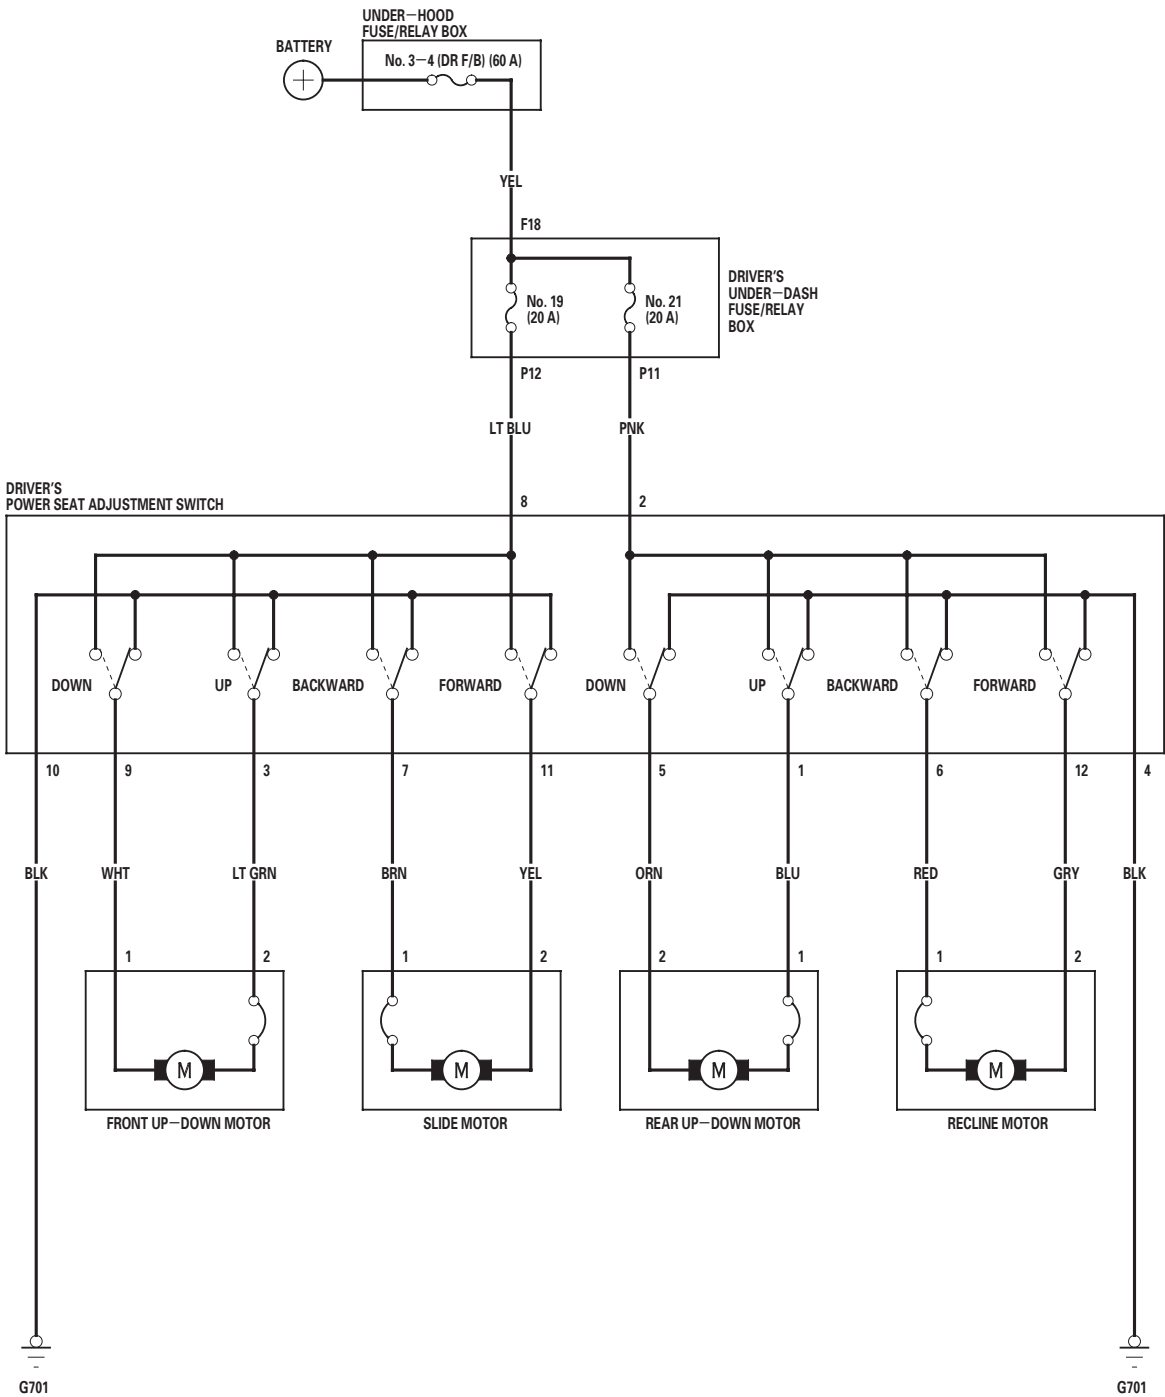 UNDER—HOOD
FUSE/RELAY BOX
BATTERY
No. 3—4 (DR F/B) (60 A)
YEL
F18
DRIVER'S
UNDER—DASH
FUSE/RELAY
BOX
No. 19
(20 A)
No. 21
(20 A)
P12
P11
LT BLU
PNK
DRIVER'S
POWER SEAT ADJUSTMENT SWITCH
8
2
DOWN
UP
BACKWARD
FORWARD
DOWN
UP
BACKWARD
FORWARD
10
9
3
7
11
5
1
6
12
4
BLK
WHT
LT GRN
BRN
YEL
ORN
BLU
RED
GRY
BLK
1
2
1
2
2
1
1
2
M
M
M
M
FRONT UP—DOWN MOTOR
SLIDE MOTOR
REAR UP—DOWN MOTOR
RECLINE MOTOR
G701
G701